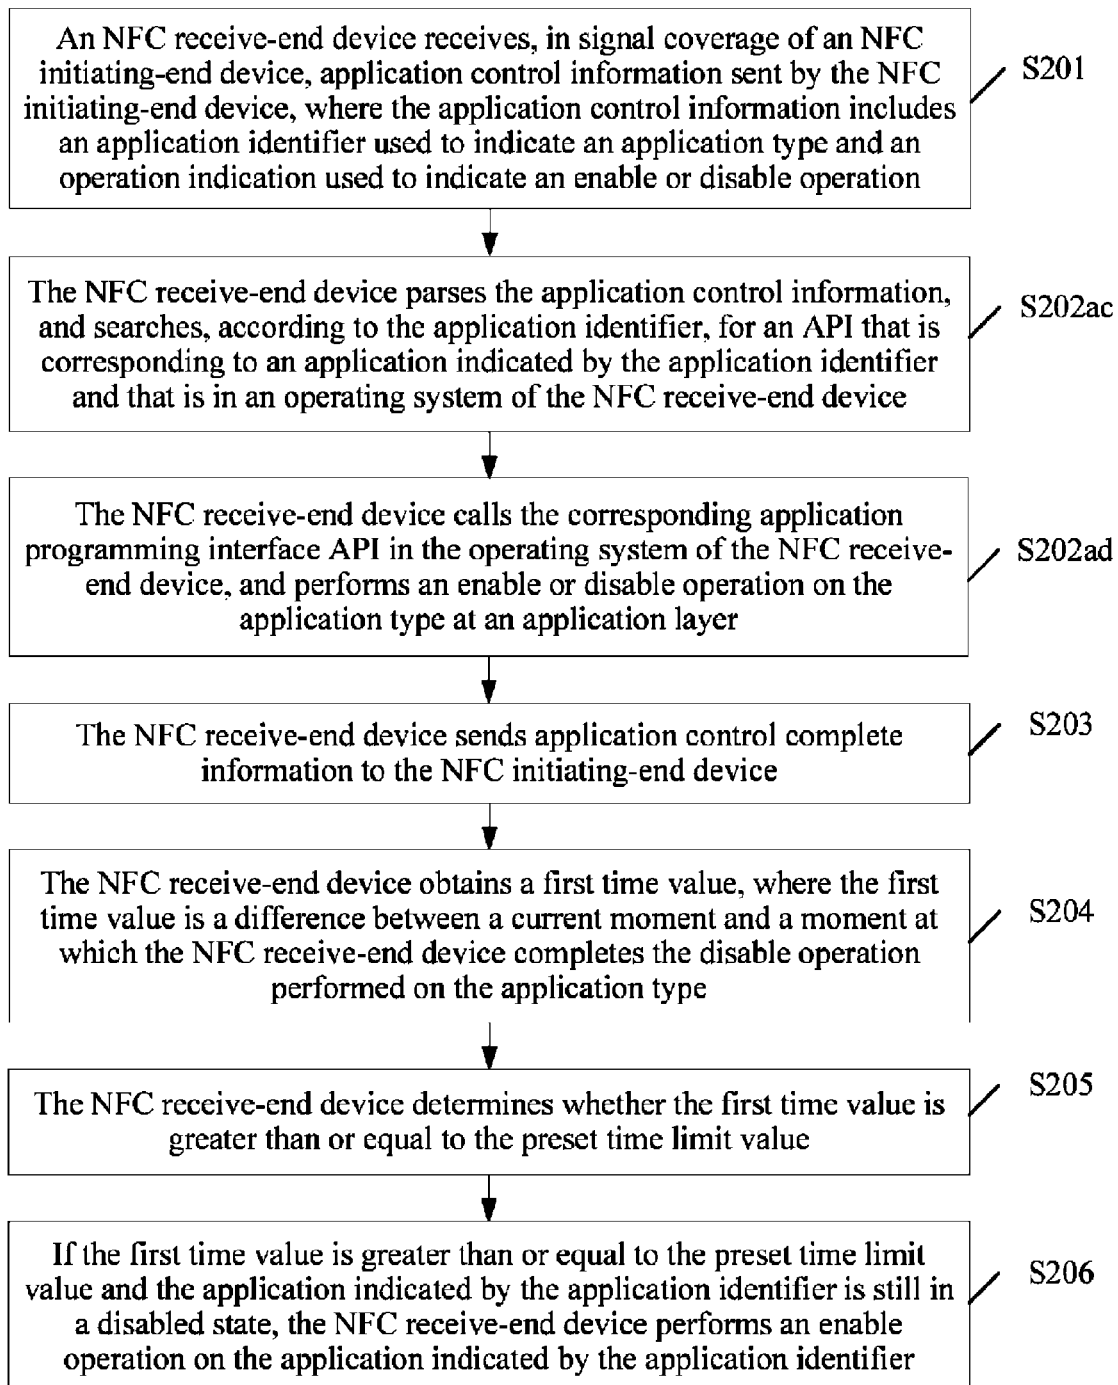 An NFC receive-end device receives, in signal coverage of an NFC
initiating-end device, application control information sent by the NFC
initiating-end device, where the application control information includes
an application identifier used to indicate an application type and an
operation indication used to indicate an enable or disable operation
S201
The NFC receive-end device parses the application control information,
and searches, according to the application identifier, for an API that is
corresponding to an application indicated by the application identifier
and that is in an operating system of the NFC receive-end device
S202ac
The NFC receive-end device calls the corresponding application
programming interface API in the operating system of the NFC receive-
end device, and performs an enable or disable operation on the
application type at an application layer
S202ad
The NFC receive-end device sends application control complete
information to the NFC initiating-end device
S203
The NFC receive-end device obtains a first time value, where the first
time value is a difference between a current moment and a moment at
which the NFC receive-end device completes the disable operation
performed on the application type
S204
The NFC receive-end device determines whether the first time value is
greater than or equal to the preset time limit value
S205
If the first time value is greater than or equal to the preset time limit
value and the application indicated by the application identifier is still in
a disabled state, the NFC receive-end device performs an enable
operation on the application indicated by the application identifier
S206